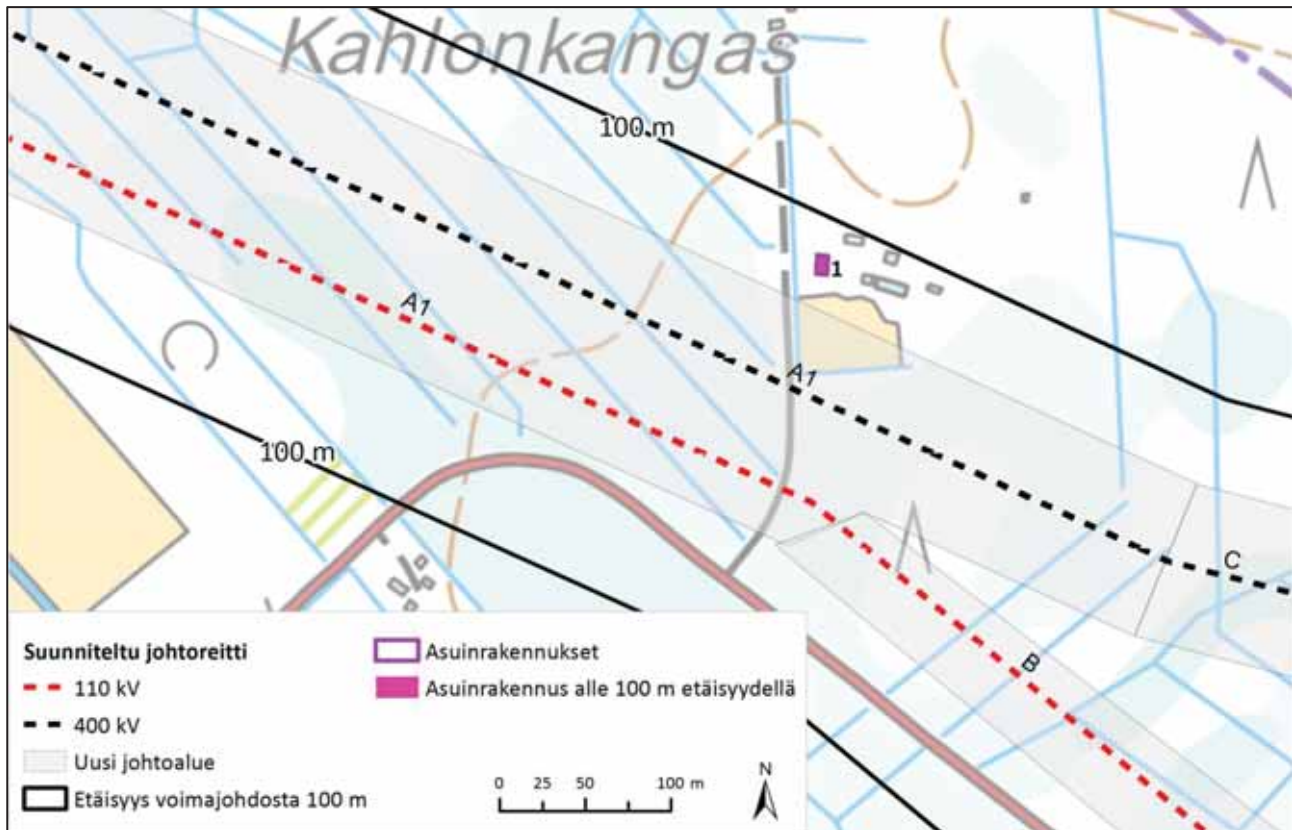 Kahlonkangas
100 m
1
A1
A1
100 m
C
B
Suunniteltu johtoreitti
110 kV
400 kV
Uusi johtoalue
Etäisyys voimajohdosta 100 m
Asuinrakennukset
Asuinrakennus alle 100 m etäisyydellä
0 25 50 100 m
N